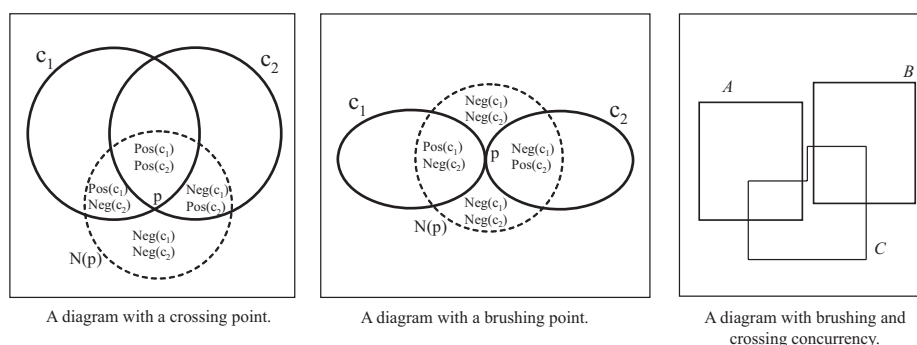 c₁
c₂
Pos(c₁)
Pos(c₂)
Pos(c₁)
Neg(c₂)
p
Neg(c₁)
Pos(c₂)
Neg(c₁)
Neg(c₂)
N(p)
A diagram with a crossing point.
c₁
c₂
Neg(c₁)
Neg(c₂)
Pos(c₁)
Neg(c₂)
p
Neg(c₁)
Pos(c₂)
Neg(c₁)
Neg(c₂)
N(p)
A diagram with a brushing point.
A
B
C
A diagram with brushing and
crossing concurrency.